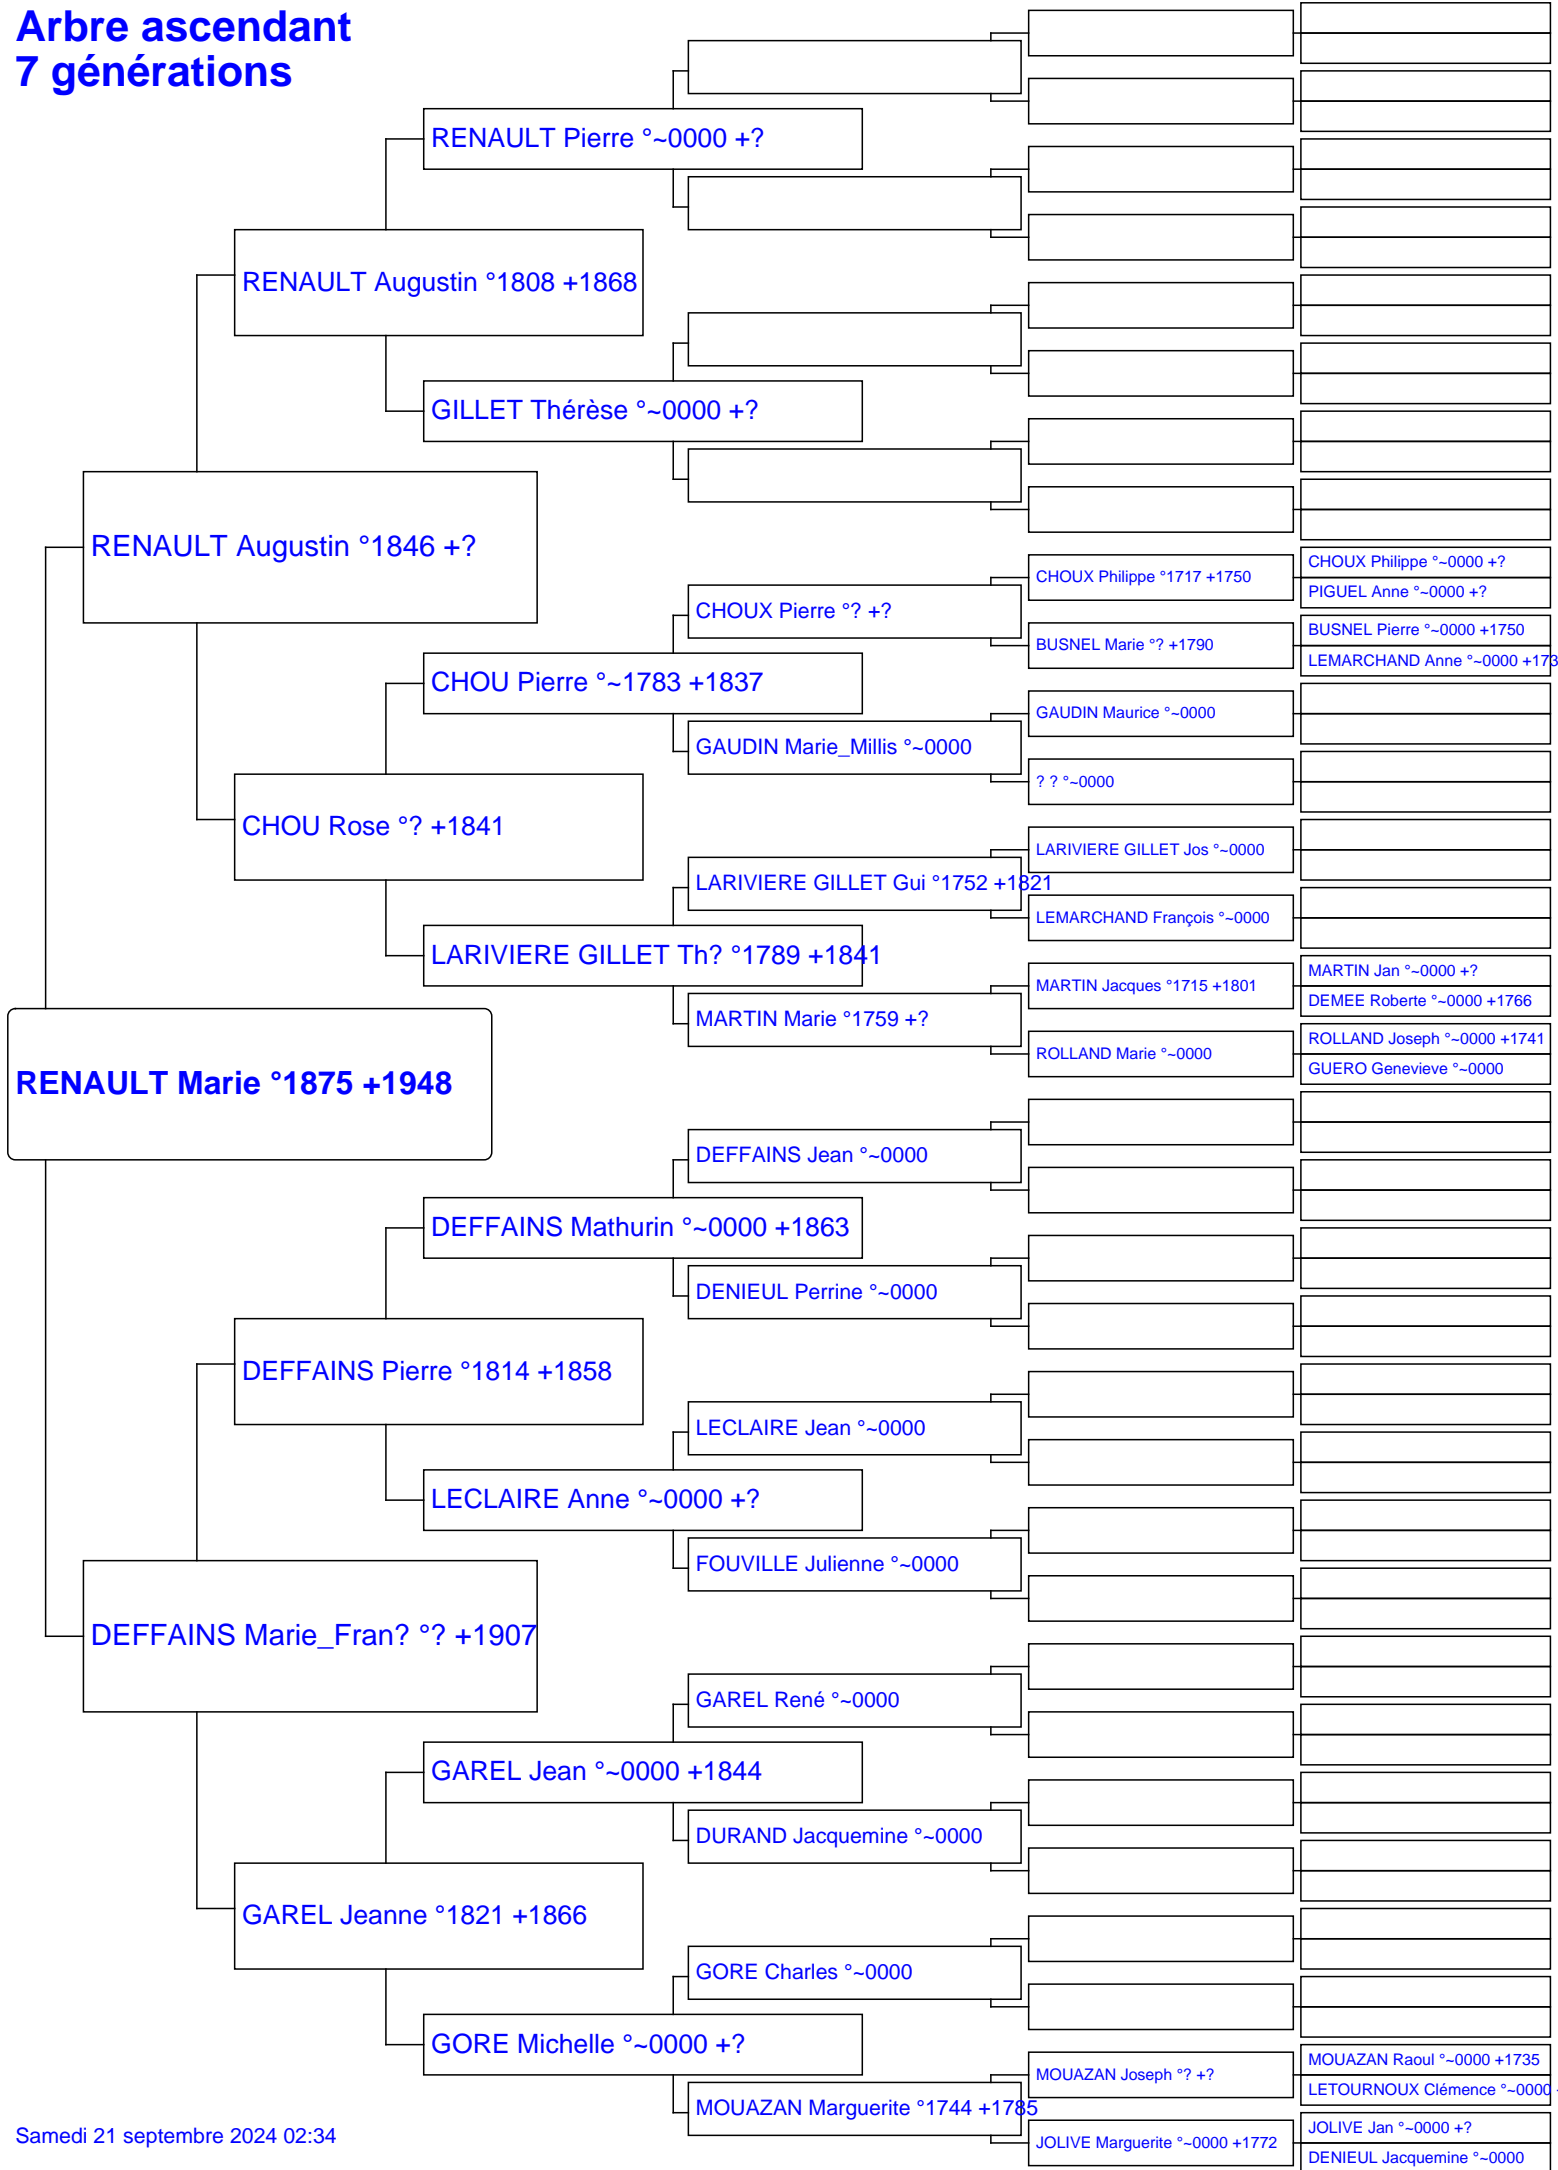 Arbre ascendant
7 générations
RENAULT Pierre °~0000 +?
RENAULT Augustin °1808 +1868
GILLET Thérèse °~0000 +?
RENAULT Augustin °1846 +?
CHOUX Philippe °~0000 +?
CHOUX Philippe °1717 +1750
PIGUEL Anne °~0000 +?
CHOUX Pierre °? +?
BUSNEL Pierre °~0000 +1750
BUSNEL Marie °? +1790
LEMARCHAND Anne °~0000 +173
CHOU Pierre °~1783 +1837
GAUDIN Maurice °~0000
GAUDIN Marie_Millis °~0000
? ? °~0000
CHOU Rose °? +1841
LARIVIERE GILLET Jos °~0000
LARIVIERE GILLET Gui °1752 +1821
LEMARCHAND François °~0000
LARIVIERE GILLET Th? °1789 +1841
MARTIN Jan °~0000 +?
MARTIN Jacques °1715 +1801
DEMEE Roberte °~0000 +1766
MARTIN Marie °1759 +?
ROLLAND Joseph °~0000 +1741
ROLLAND Marie °~0000
GUERO Genevieve °~0000
RENAULT Marie °1875 +1948
DEFFAINS Jean °~0000
DEFFAINS Mathurin °~0000 +1863
DENIEUL Perrine °~0000
DEFFAINS Pierre °1814 +1858
LECLAIRE Jean °~0000
LECLAIRE Anne °~0000 +?
FOUVILLE Julienne °~0000
DEFFAINS Marie_Fran? °? +1907
GAREL René °~0000
GAREL Jean °~0000 +1844
DURAND Jacquemine °~0000
GAREL Jeanne °1821 +1866
GORE Charles °~0000
GORE Michelle °~0000 +?
MOUAZAN Raoul °~0000 +1735
MOUAZAN Joseph °? +?
LETOURNOUX Clémence °~0000
MOUAZAN Marguerite °1744 +1785
JOLIVE Jan °~0000 +?
JOLIVE Marguerite °~0000 +1772
DENIEUL Jacquemine °~0000
Samedi 21 septembre 2024 02:34